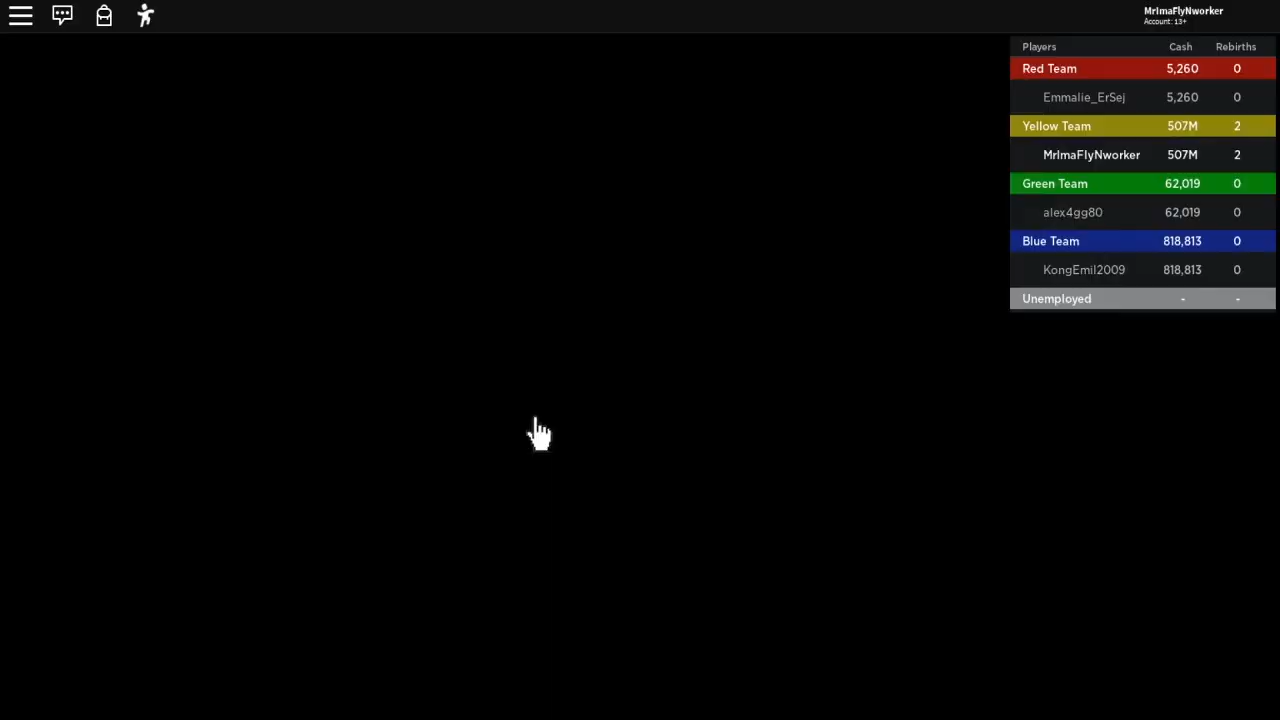 MrImaFlyNworker
Account: 13+
Players Cash Rebirths
Red Team 5,260 0
Emmalie_ErSej 5,260 0
Yellow Team 507M 2
MrImaFlyNworker 507M 2
Green Team 62,019 0
alex4gg80 62,019 0
Blue Team 818,813 0
KongEmil2009 818,813 0
Unemployed - -